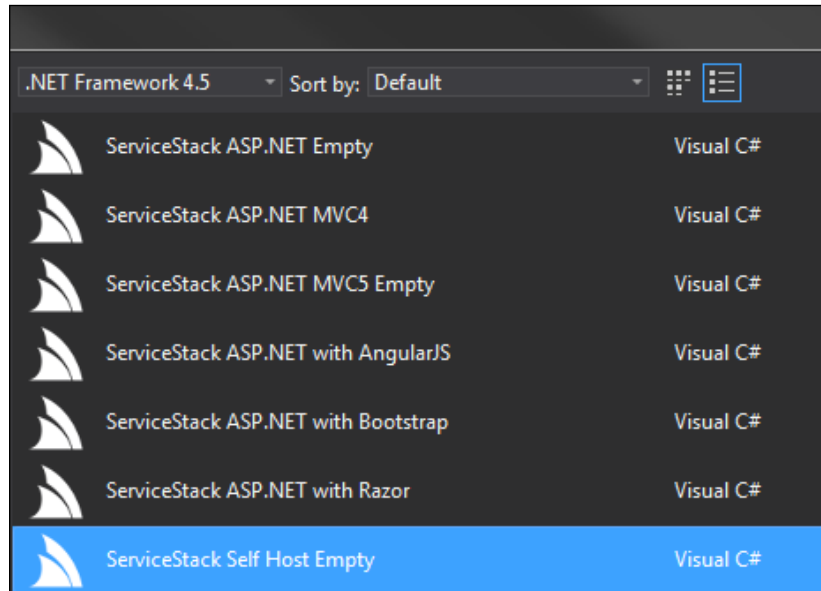 .NET Framework 4.5 Sort by: Default
ServiceStack ASP.NET Empty Visual C#
ServiceStack ASP.NET MVC4 Visual C#
ServiceStack ASP.NET MVC5 Empty Visual C#
ServiceStack ASP.NET with AngularJS Visual C#
ServiceStack ASP.NET with Bootstrap Visual C#
ServiceStack ASP.NET with Razor Visual C#
ServiceStack Self Host Empty Visual C#